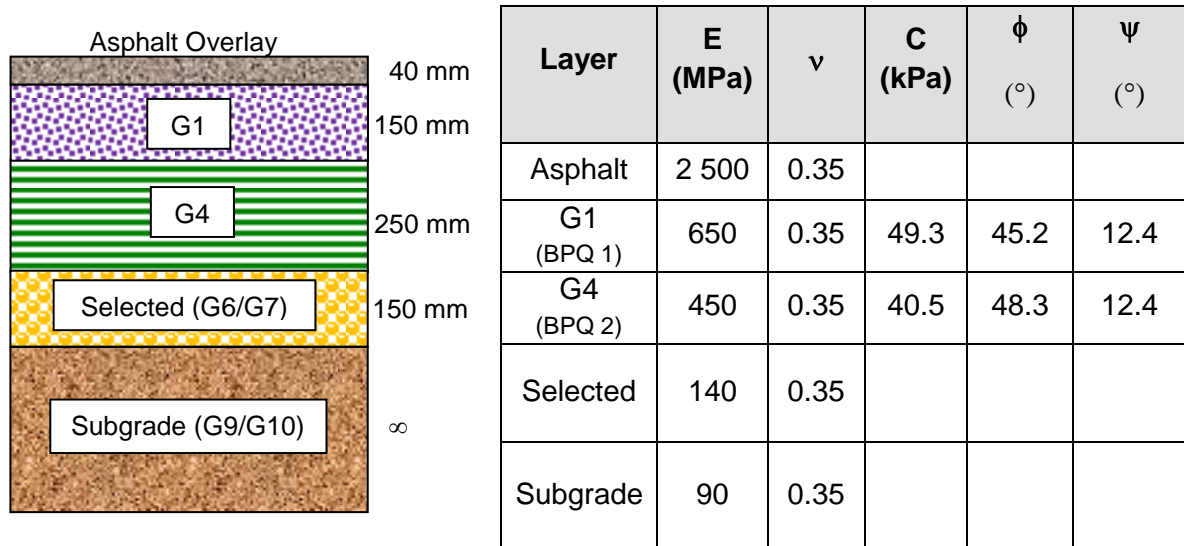 Asphalt Overlay
40 mm
G1
150 mm
G4
250 mm
Selected (G6/G7)
150 mm
Subgrade (G9/G10)
∞
Layer E (MPa) ν C (kPa) ϕ (°) ψ (°)
Asphalt 2 500 0.35
G1 (BPQ 1) 650 0.35 49.3 45.2 12.4
G4 (BPQ 2) 450 0.35 40.5 48.3 12.4
Selected 140 0.35
Subgrade 90 0.35